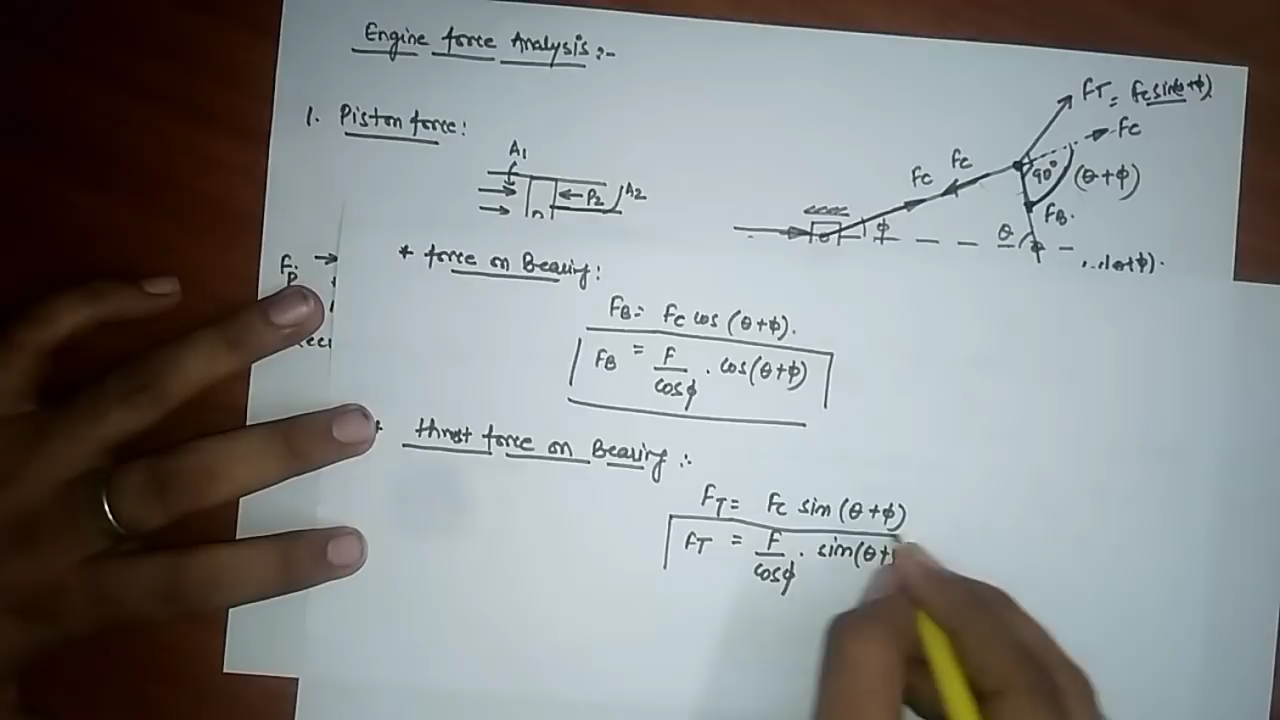 Engine force Analysis :-
1. Piston force :
A1
P2
A2
FT = Fc sin(θ+φ)
Fc
Fc
Fc
90°
(θ+φ)
FB.
φ
θ
Fp
* force on Bearing :
FB = Fc cos (θ+φ).
FB = F/cosφ . cos(θ+φ)
thrust force on Bearing :
FT = Fc sin (θ+φ)
FT = F/cosφ . sin(θ+